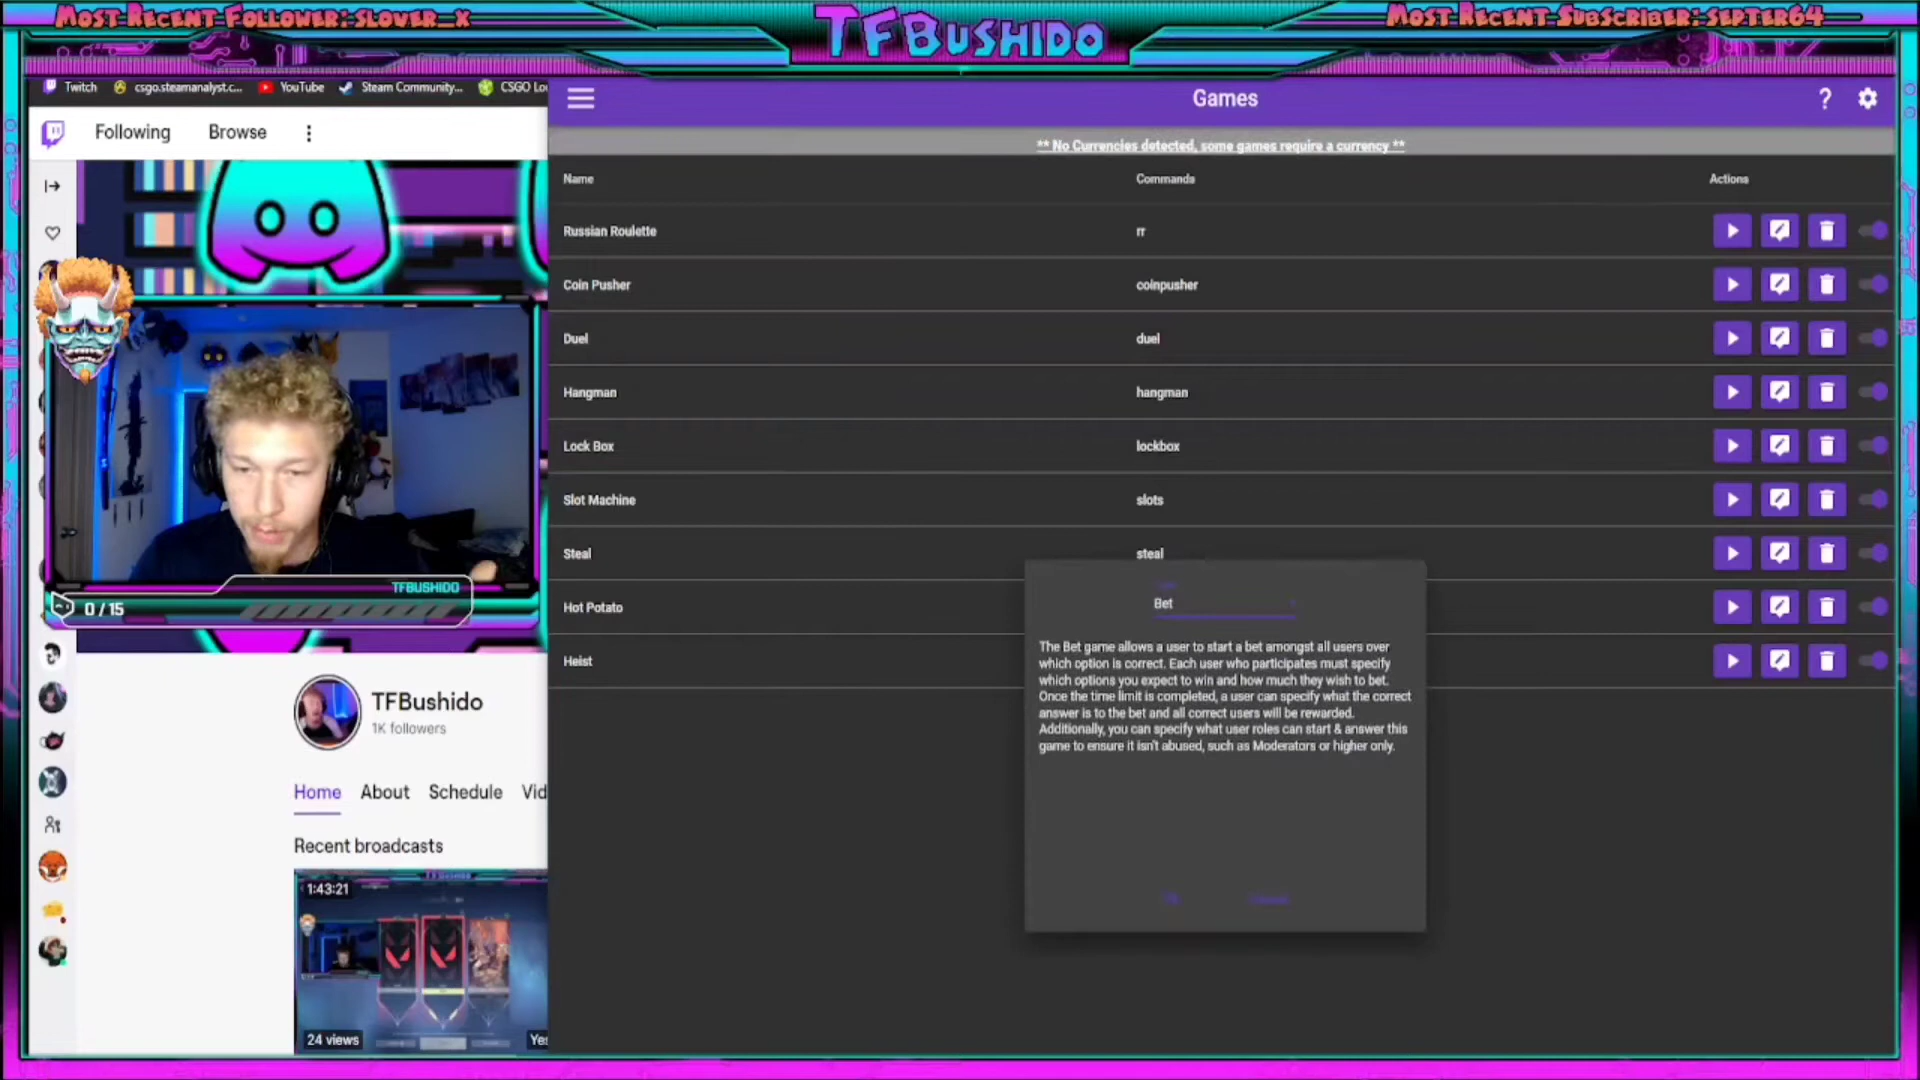 Most Recent Follower: slover_x
TFBushido
Most Recent Subscriber: septer64
Twitch
csgo.steamanalyst.c...
YouTube
Steam Community...
CSGO Lou
Games
?
Following
Browse
** No Currencies detected, some games require a currency **
Name
Commands
Actions
Russian Roulette
rr
Coin Pusher
coinpusher
Duel
duel
Hangman
hangman
Lock Box
lockbox
Slot Machine
slots
Steal
steal
Hot Potato
Heist
Bet
The Bet game allows a user to start a bet amongst all users over
which option is correct. Each user who participates must specify
which options you expect to win and how much they wish to bet.
Once the time limit is completed, a user can specify what the correct
answer is to the bet and all correct users will be rewarded.
Additionally, you can specify what user roles can start & answer this
game to ensure it isn't abused, such as Moderators or higher only.
TFBUSHIDO
0 / 15
TFBushido
1K followers
Home
About
Schedule
Vid
Recent broadcasts
1:43:21
24 views
Yes